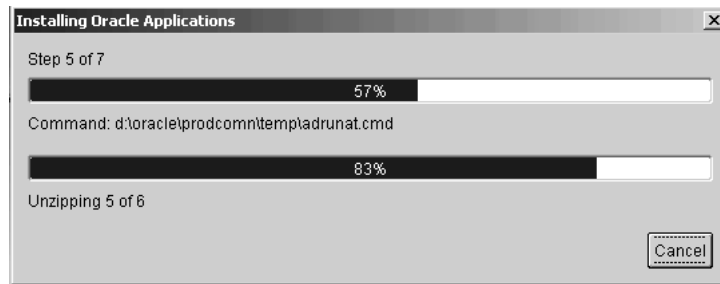 Installing Oracle Applications
Step 5 of 7
57%
Command: d:\oracle\prodcomn\temp\adrunat.cmd
83%
Unzipping 5 of 6
Cancel